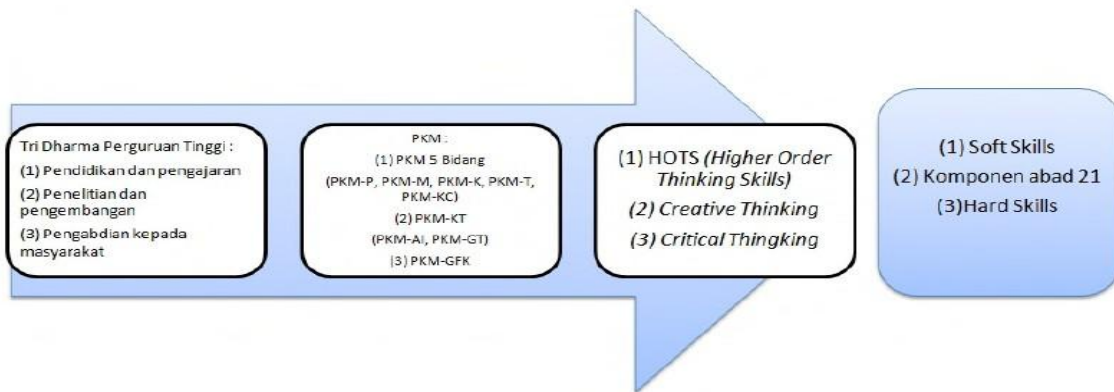 Tri Dharma Perguruan Tinggi :
(1) Pendidikan dan pengajaran
(2) Penelitian dan
pengembangan
(3) Pengabdian kepada
masyarakat
PKM :
(1) PKM 5 Bidang
(PKM-P, PKM-M, PKM-K, PKM-T,
PKM-KC)
(2) PKM-KT
(PKM-AI, PKM-GT)
(3) PKM-GFK
(1) HOTS (Higher Order
Thinking Skills)
(2) Creative Thinking
(3) Critical Thingking
(1) Soft Skills
(2) Komponen abad 21
(3)Hard Skills